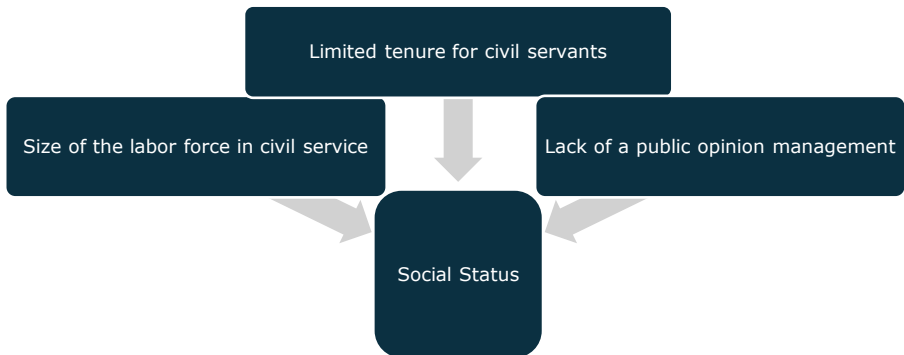 Limited tenure for civil servants
Size of the labor force in civil service
Lack of a public opinion management
Social Status